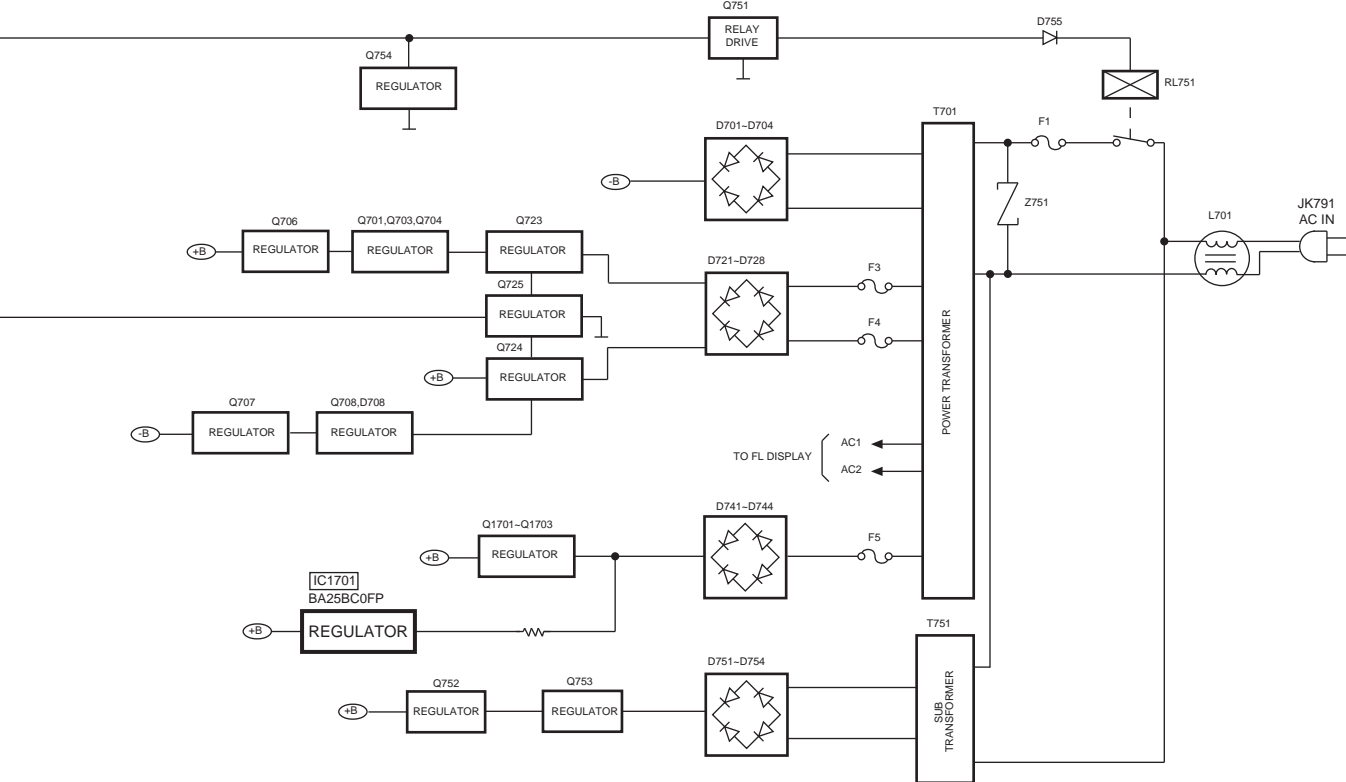 Q751
RELAY
DRIVE
D755
Q754
REGULATOR
RL751
T701
D701~D704
F1
-B
Z751
JK791
AC IN
L701
Q706
Q701,Q703,Q704
Q723
+B
REGULATOR
REGULATOR
REGULATOR
D721~D728
F3
Q725
REGULATOR
F4
Q724
+B
REGULATOR
POWER TRANSFORMER
Q707
Q708,D708
-B
REGULATOR
REGULATOR
TO FL DISPLAY
AC1
AC2
D741~D744
Q1701~Q1703
F5
+B
REGULATOR
IC1701
BA25BC0FP
+B
REGULATOR
T751
D751~D754
SUB
TRANSFORMER
Q752
Q753
+B
REGULATOR
REGULATOR